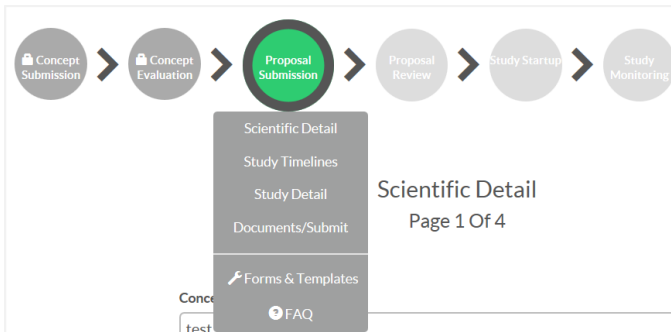 Concept
Submission
Concept
Evaluation
Proposal
Submission
Proposal
Review
Study Startup
Study
Monitoring
Scientific Detail
Study Timelines
Study Detail
Documents/Submit
Forms & Templates
FAQ
Scientific Detail
Page 1 Of 4
Conce
test